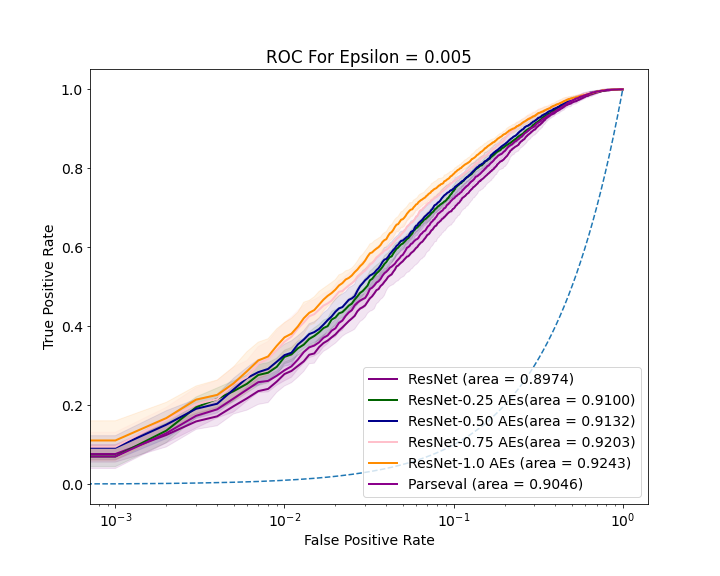 ROC For Epsilon = 0.005
True Positive Rate
1.0
0.8
0.6
0.4
0.2
0.0
ResNet (area = 0.8974)
ResNet-0.25 AEs(area = 0.9100)
ResNet-0.50 AEs(area = 0.9132)
ResNet-0.75 AEs(area = 0.9203)
ResNet-1.0 AEs (area = 0.9243)
Parseval (area = 0.9046)
10⁻³ 10⁻² 10⁻¹ 10⁰
False Positive Rate